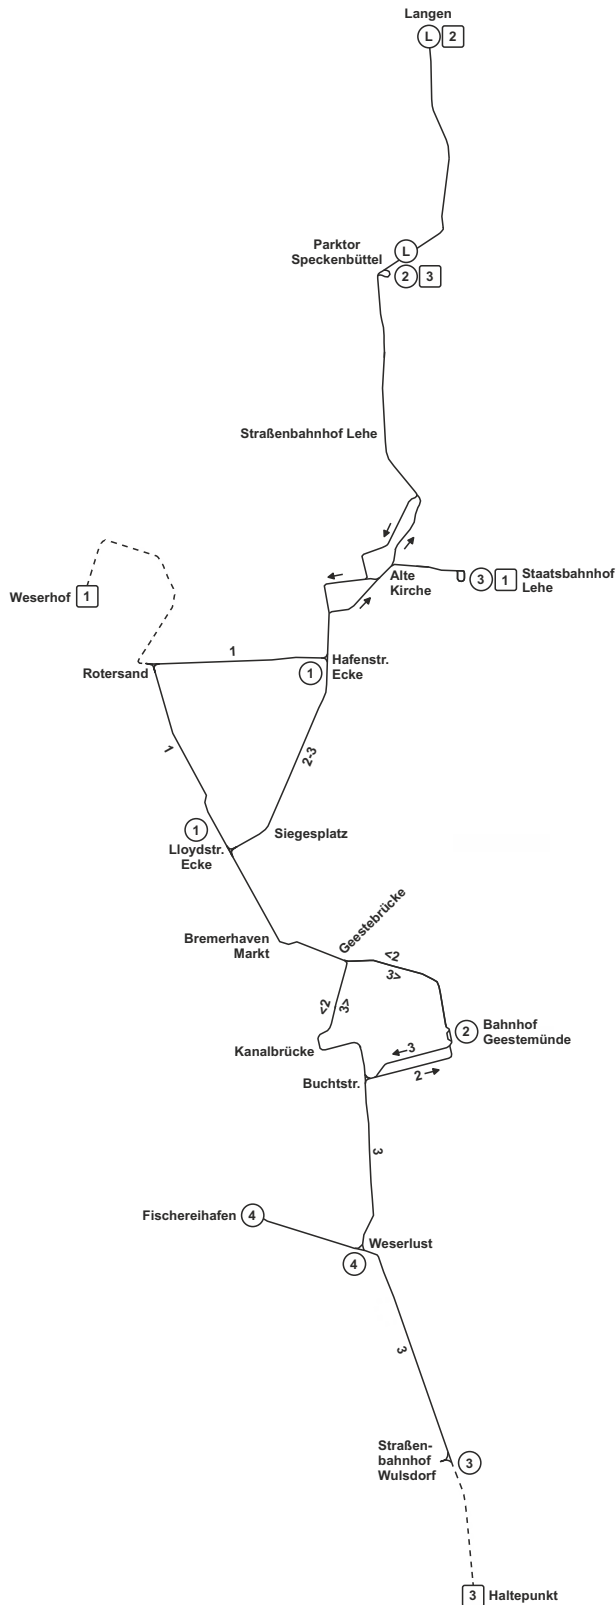 Langen
L 2
Parktor
Speckenbüttel
L
2 3
Straßenbahnhof Lehe
Alte
Kirche
3 1
Staatsbahnhof
Lehe
Weserhof 1
Rotersand
1
1
Hafenstr.
Ecke
1
2-3
1
Lloydstr.
Ecke
Siegesplatz
Bremerhaven
Markt
Geestebrücke
<2
3>
<2
3>
2
Bahnhof
Geestemünde
Kanalbrücke
3
2
Buchtstr.
3
Fischereihafen 4
Weserlust
4
3
Straßen-
bahnhof
Wulsdorf
3
3 Haltepunkt